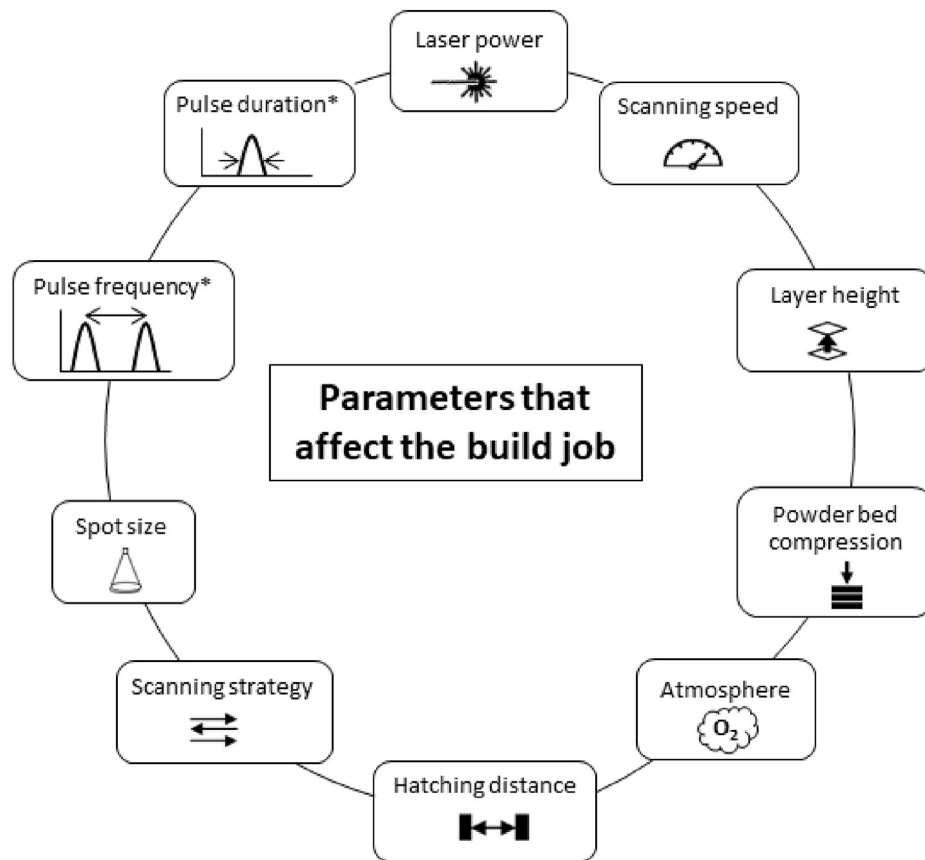 Laser power
Pulse duration*
Scanning speed
Pulse frequency*
Layer height
Parameters that
affect the build job
Spot size
Powder bed
compression
Scanning strategy
Atmosphere
O₂
Hatching distance